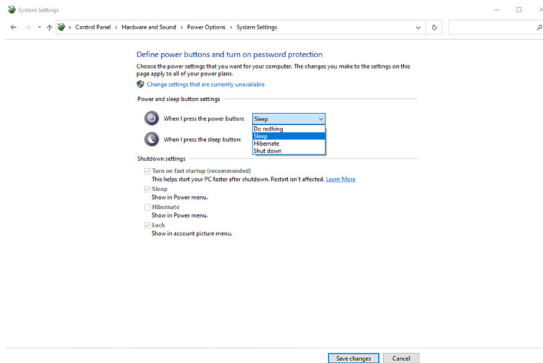 System Settings
Control Panel > Hardware and Sound > Power Options > System Settings
Define power buttons and turn on password protection
Choose the power settings that you want for your computer. The changes you make to the settings on this
page apply to all of your power plans.
Change settings that are currently unavailable
Power and sleep button settings
When I press the power button: Sleep
Do nothing
Sleep
Hibernate
Shut down
When I press the sleep button:
Shutdown settings
Turn on fast startup (recommended)
This helps start your PC faster after shutdown. Restart isn't affected. Learn More
Sleep
Show in Power menu.
Hibernate
Show in Power menu.
Lock
Show in account picture menu.
Save changes Cancel